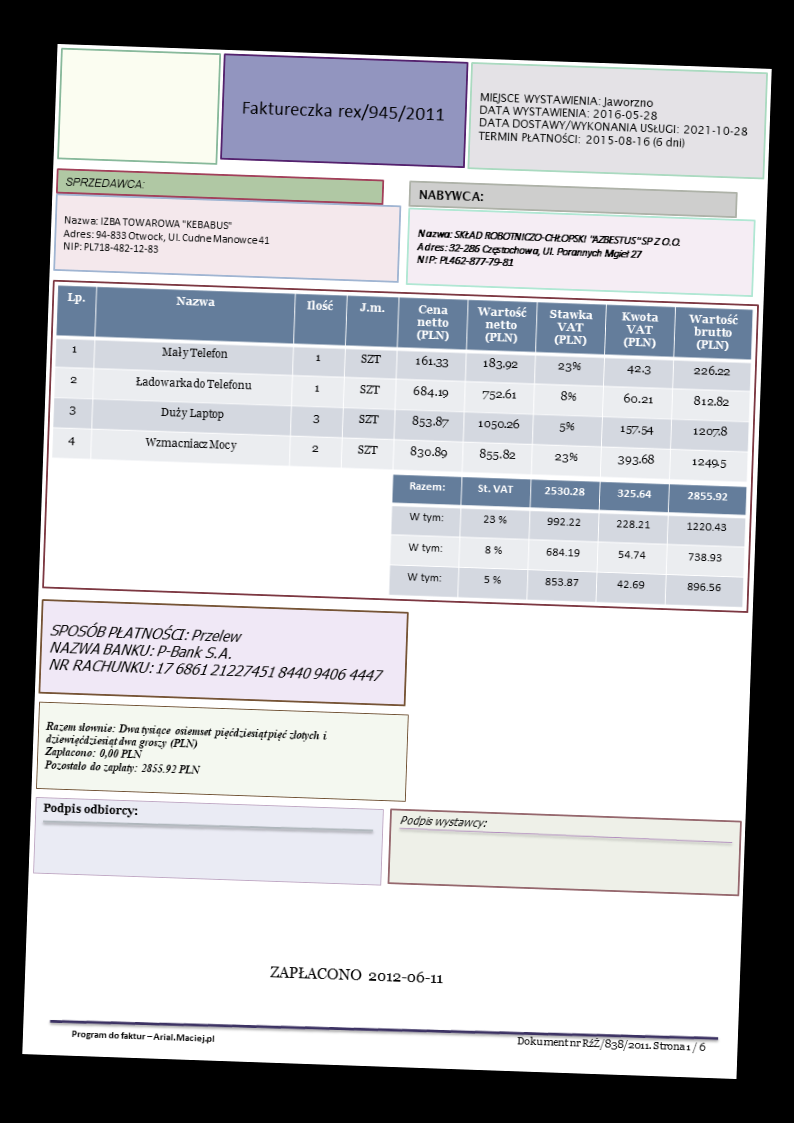 Faktureczka rex/945/2011
MIEJSCE WYSTAWIENIA: Jaworzno
DATA WYSTAWIENIA: 2016-05-28
DATA DOSTAWY/WYKONANIA USŁUGI: 2021-10-28
TERMIN PŁATNOŚCI: 2015-08-16 (6 dni)
SPRZEDAWCA:
Nazwa: IZBA TOWAROWA "KEBABUS"
Adres: 94-833 Otwock, Ul. Cudne Manowce 41
NIP: PL718-482-12-83
NABYWCA:
Nazwa: SKŁAD ROBOTNICZO-CHŁOPSKI "AZBESTUS" SP Z O.O.
Adres: 32-286 Częstochowa, Ul. Porannych Mgieł 27
NIP: PL462-877-79-81
Lp. Nazwa Ilość J.m. Cena netto (PLN) Wartość netto (PLN) Stawka VAT (PLN) Kwota VAT (PLN) Wartość brutto (PLN)
1 Mały Telefon 1 SZT 161.33 183.92 23% 42.3 226.22
2 Ładowarka do Telefonu 1 SZT 684.19 752.61 8% 60.21 812.82
3 Duży Laptop 3 SZT 853.87 1050.26 5% 157.54 1207.8
4 Wzmacniacz Mocy 2 SZT 830.89 855.82 23% 393.68 1249.5
Razem: St. VAT 2530.28 325.64 2855.92
W tym: 23 % 992.22 228.21 1220.43
W tym: 8 % 684.19 54.74 738.93
W tym: 5 % 853.87 42.69 896.56
SPOSÓB PŁATNOŚCI: Przelew
NAZWA BANKU: P-Bank S.A.
NR RACHUNKU: 17 6861 2122 7451 8440 9406 4447
Razem słownie: Dwa tysiące osiemset pięćdziesiąt pięć złotych i
dziewięćdziesiąt dwa groszy (PLN)
Zapłacono: 0,00 PLN
Pozostało do zapłaty: 2855.92 PLN
Podpis odbiorcy:
Podpis wystawcy:
ZAPŁACONO 2012-06-11
Program do faktur – Arial.Maciej.pl
Dokument nr RźŻ/838/2011. Strona 1 / 6